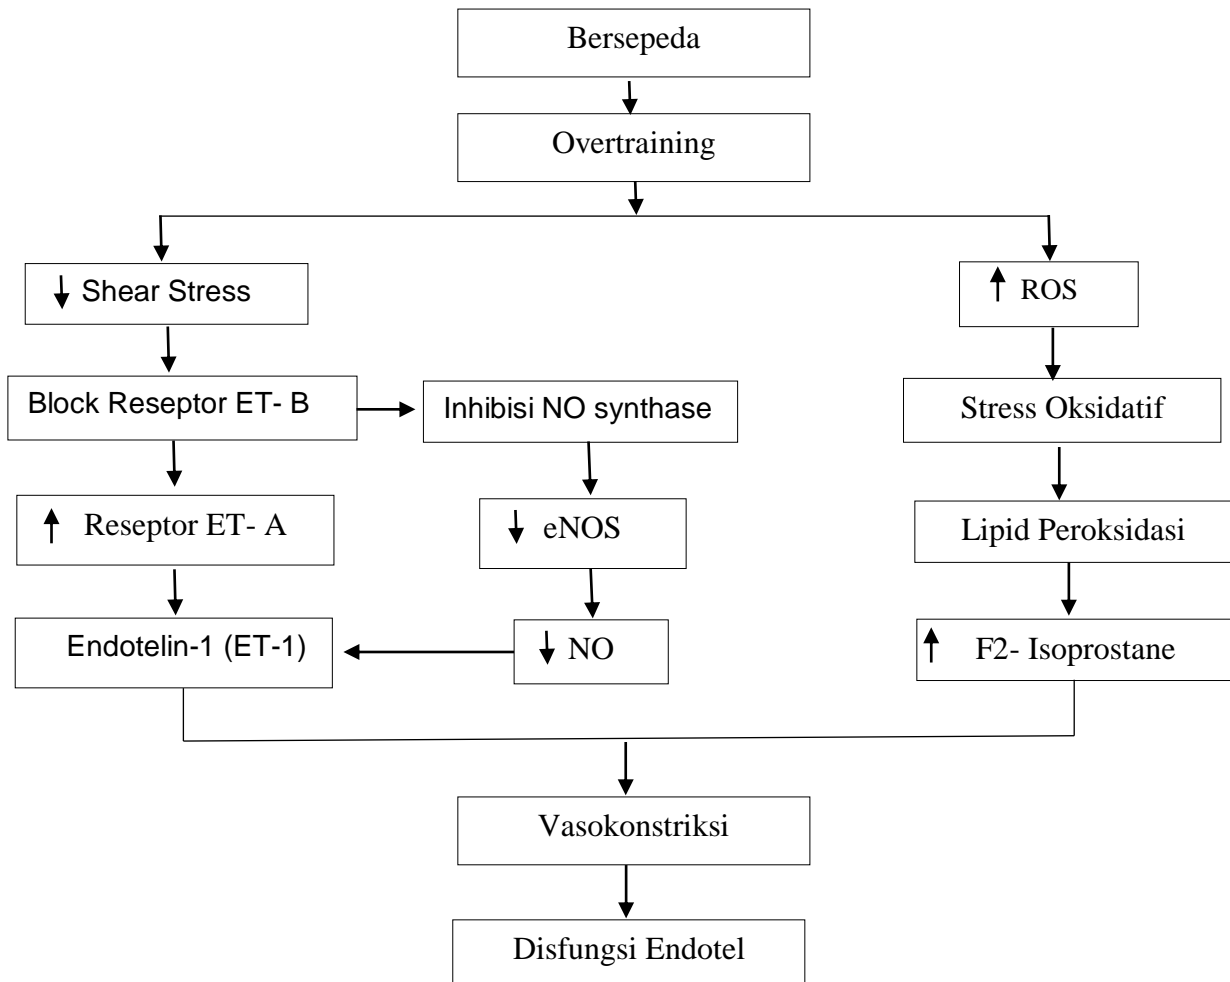 Bersepeda
Overtraining
↓ Shear Stress
↑ ROS
Block Reseptor ET- B
Inhibisi NO synthase
Stress Oksidatif
↑ Reseptor ET- A
↓ eNOS
Lipid Peroksidasi
Endotelin-1 (ET-1)
↓ NO
↑ F2- Isoprostane
Vasokonstriksi
Disfungsi Endotel